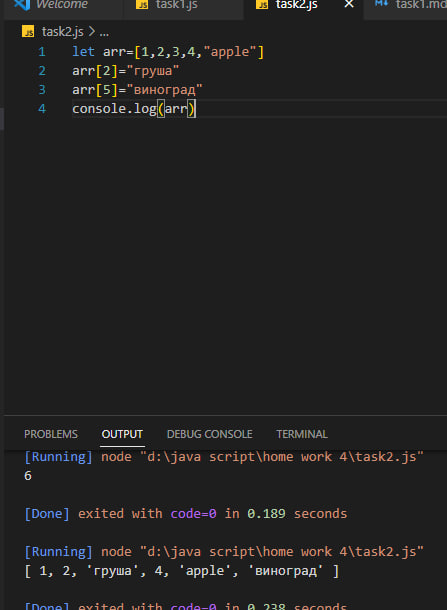 Welcome
JS task1.js
JS task2.js
task1.md
JS task2.js > ...
1 let arr=[1,2,3,4,"apple"]
2 arr[2]="груша"
3 arr[5]="виноград"
4 console.log(arr)
PROBLEMS OUTPUT DEBUG CONSOLE TERMINAL
[Running] node "d:\java script\home work 4\task2.js"
6
[Done] exited with code=0 in 0.189 seconds
[Running] node "d:\java script\home work 4\task2.js"
[ 1, 2, 'груша', 4, 'apple', 'виноград' ]
[Done] exited with code=0 in 0.238 seconds